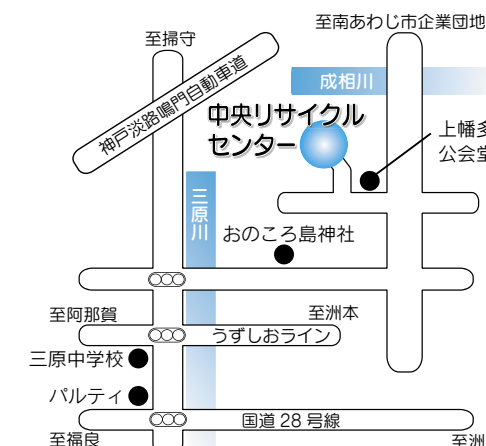 至南あわじ市企業団地
至掃守
神戸淡路鳴門自動車道
成相川
中央リサイクル
センター
上幡多
公会堂
三原川
おのころ島神社
至阿那賀
至洲本
うずしおライン
三原中学校
パルティ
国道28号線
至福良
至洲